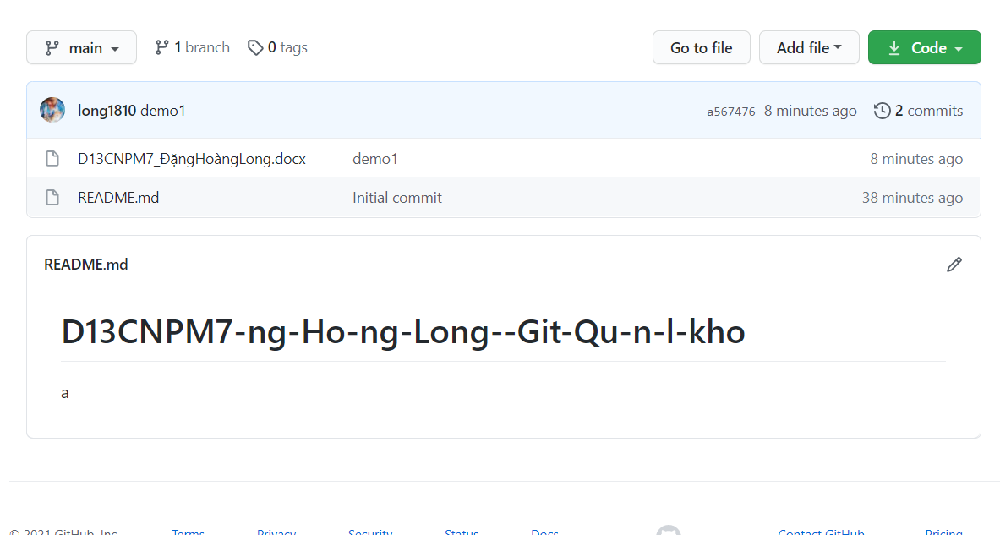 main 1 branch 0 tags Go to file Add file Code
long1810 demo1 a567476 8 minutes ago 2 commits
D13CNPM7_ĐặngHoàngLong.docx demo1 8 minutes ago
README.md Initial commit 38 minutes ago
README.md
D13CNPM7-ng-Ho-ng-Long--Git-Qu-n-l-kho
a
© 2021 GitHub, Inc. Terms Privacy Security Status Docs Contact GitHub Pricing